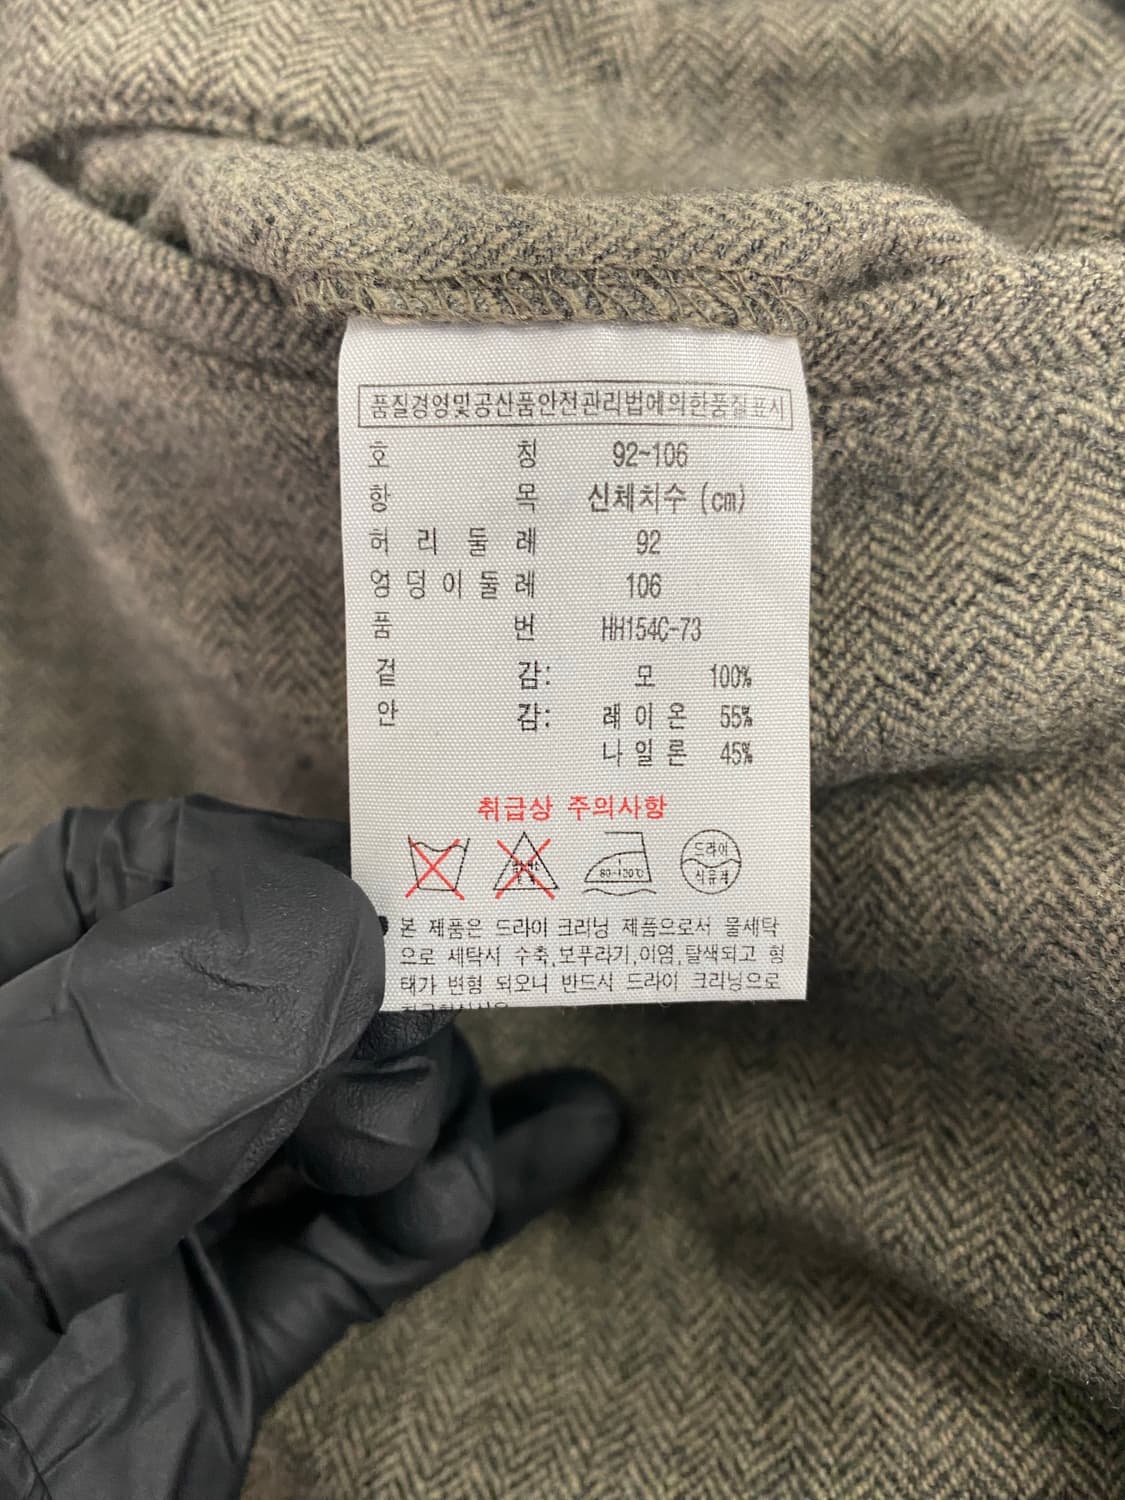 품질경영및공산품안전관리법에의한품질표시
호 칭 92~106
항 목 신체치수 (cm)
허 리 둘 레 92
엉 덩 이 둘 레 106
품 번 HH154C-73
겉 감: 모 100%
안 감: 레 이 온 55%
나 일 론 45%
취급상 주의사항
80~120℃
드라이
석유계
본 제품은 드라이 크리닝 제품으로서 물세탁
으로 세탁시 수축,보푸라기,이염,탈색되고 형
태가 변형 되오니 반드시 드라이 크리닝으로